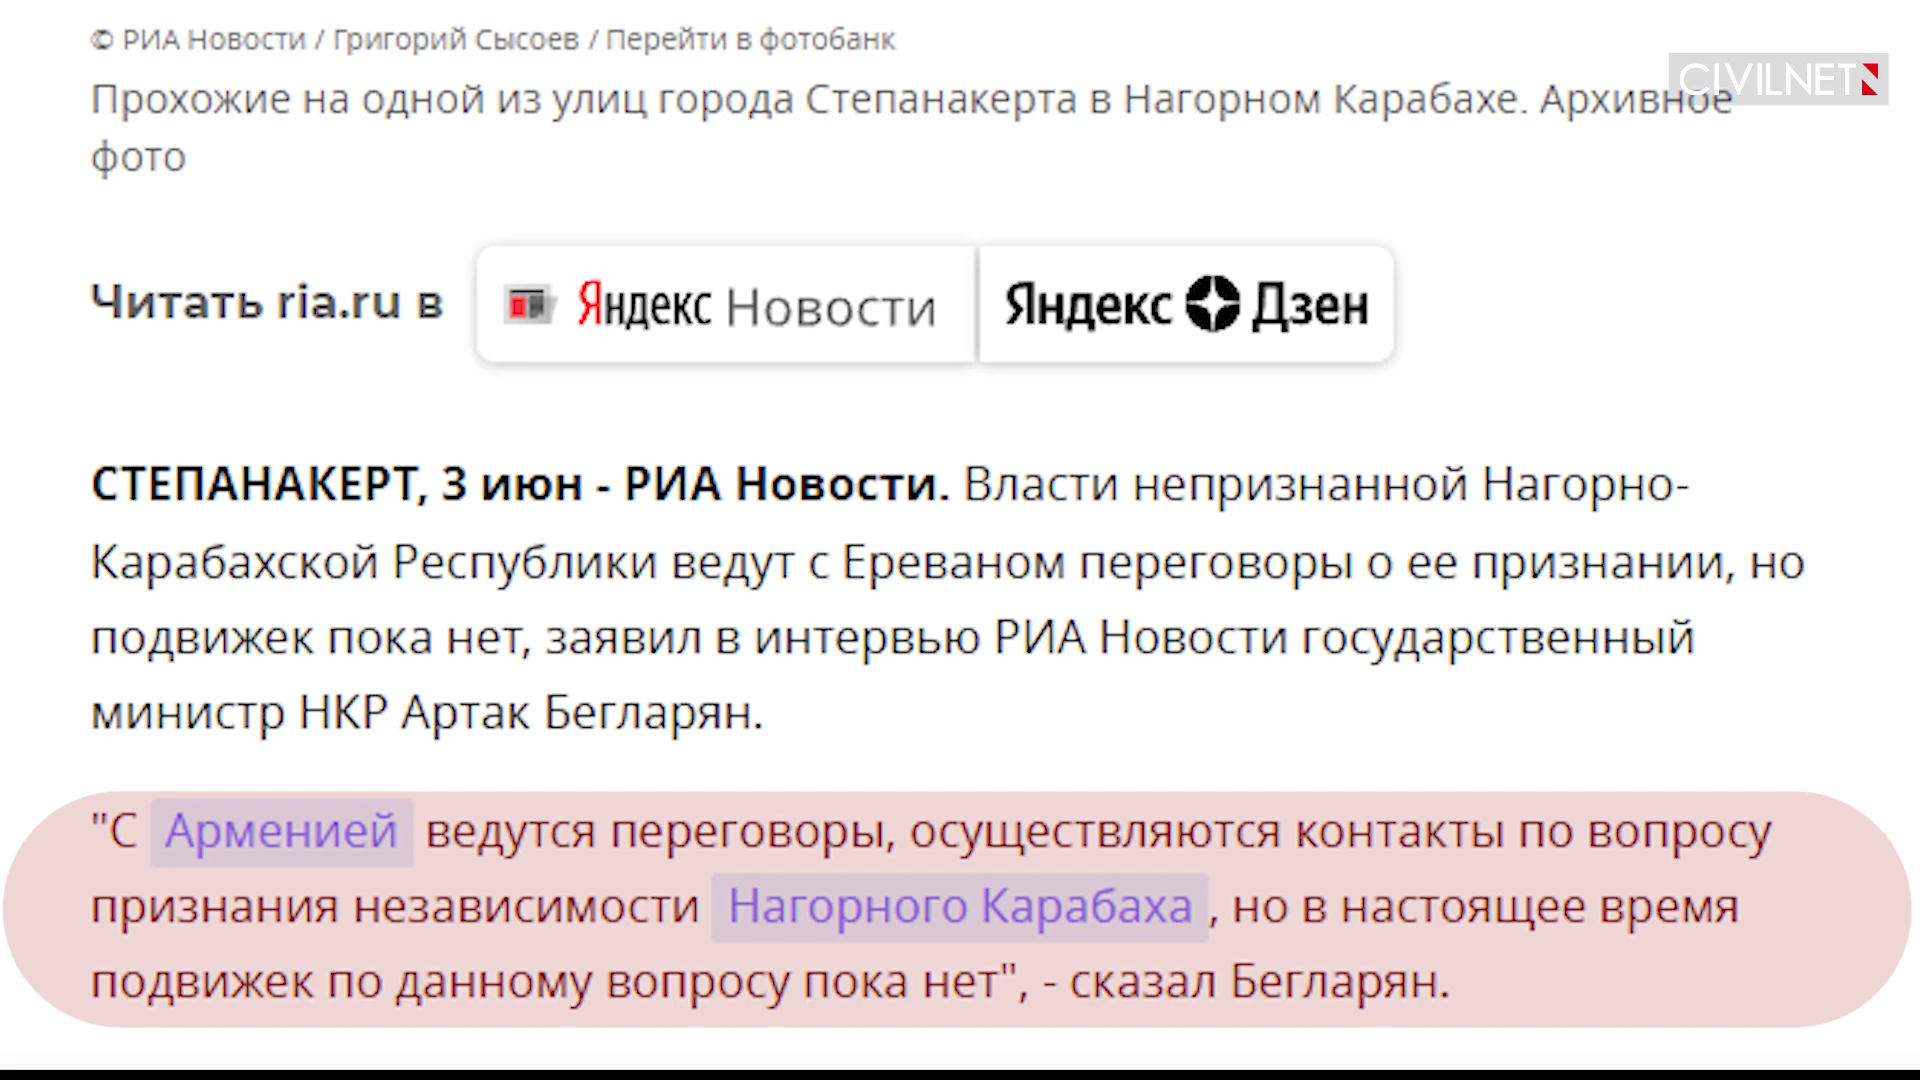 © РИА Новости / Григорий Сысоев / Перейти в фотобанк
CIVILNET
Прохожие на одной из улиц города Степанакерта в Нагорном Карабахе. Архивное
фото
Читать ria.ru в Яндекс Новости Яндекс Дзен
СТЕПАНАКЕРТ, 3 июн - РИА Новости. Власти непризнанной Нагорно-
Карабахской Республики ведут с Ереваном переговоры о ее признании, но
подвижек пока нет, заявил в интервью РИА Новости государственный
министр НКР Артак Бегларян.
"С Арменией ведутся переговоры, осуществляются контакты по вопросу
признания независимости Нагорного Карабаха, но в настоящее время
подвижек по данному вопросу пока нет", - сказал Бегларян.